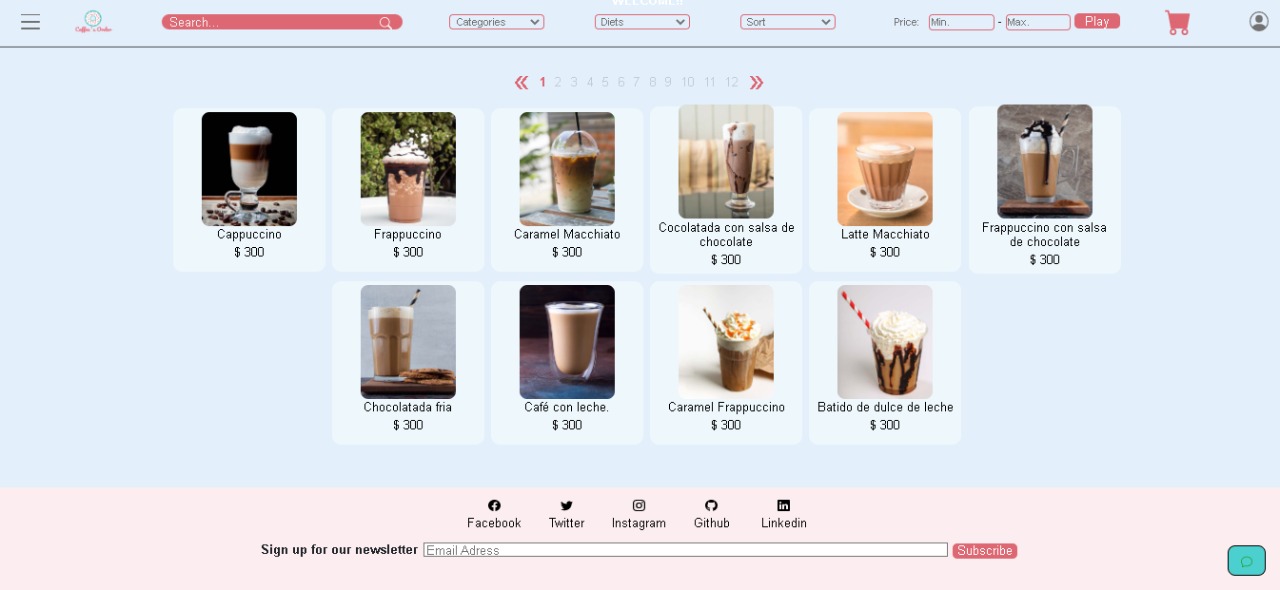 WELCOME!!
Coffee's Order
Search...
Categories
Diets
Sort
Price: Min. - Max. Play
« 1 2 3 4 5 6 7 8 9 10 11 12 »
Cappuccino
$ 300
Frappuccino
$ 300
Caramel Macchiato
$ 300
Cocolatada con salsa de
chocolate
$ 300
Latte Macchiato
$ 300
Frappuccino con salsa
de chocolate
$ 300
Chocolatada fria
$ 300
Café con leche.
$ 300
Caramel Frappuccino
$ 300
Batido de dulce de leche
$ 300
Facebook
Twitter
Instagram
Github
Linkedin
Sign up for our newsletter Email Adress Subscribe